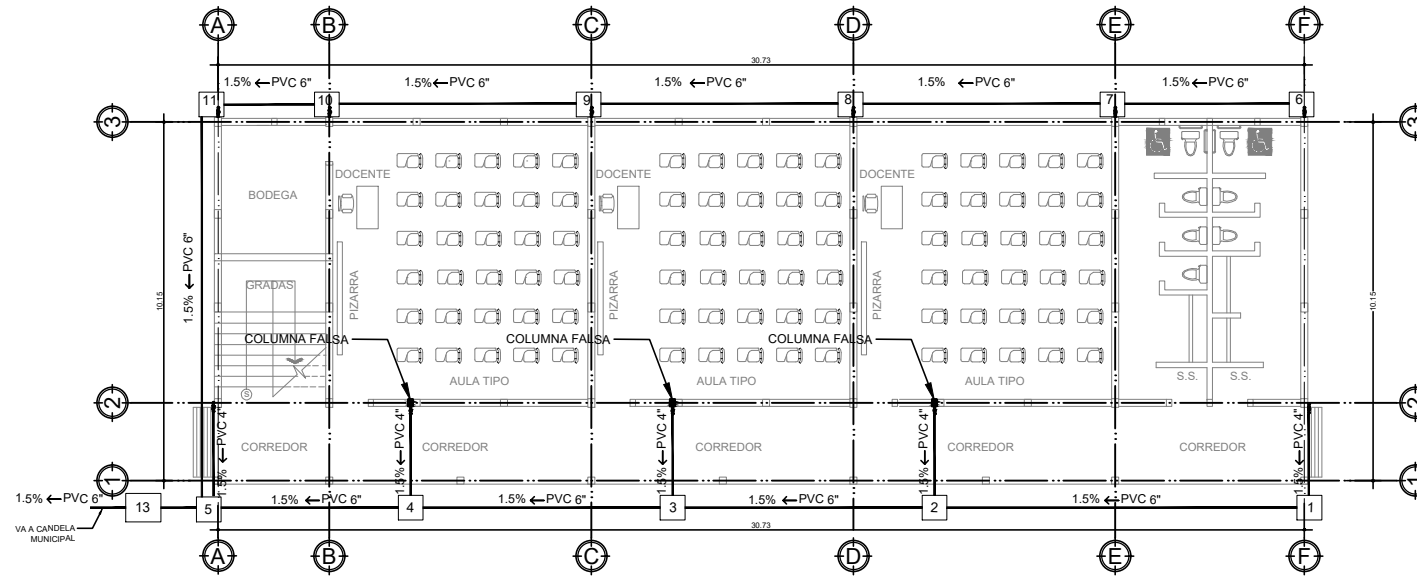 A B C D E F
30.73
1.5% ←PVC 6" 1.5% ←PVC 6" 1.5% ←PVC 6" 1.5% ←PVC 6" 1.5% ←PVC 6"
11 10 9 8 7 6
3 3
DOCENTE DOCENTE DOCENTE
BODEGA
1.5% ← PVC 6"
10.15 10.15
PIZARRA PIZARRA PIZARRA
GRADAS
COLUMNA FALSA COLUMNA FALSA COLUMNA FALSA
AULA TIPO AULA TIPO AULA TIPO S.S. S.S.
S
2 2
1.5% ←PVC 4" 1.5% ←PVC 4" 1.5% ←PVC 4" 1.5% ←PVC 4" 1.5% ←PVC 4"
CORREDOR CORREDOR CORREDOR CORREDOR CORREDOR
1 1
1.5% ←PVC 6" 1.5% ←PVC 6" 1.5% ←PVC 6" 1.5% ←PVC 6" 1.5% ←PVC 6"
13 5 4 3 2 1
VA A CANDELA
MUNICIPAL
30.73
A B C D E F